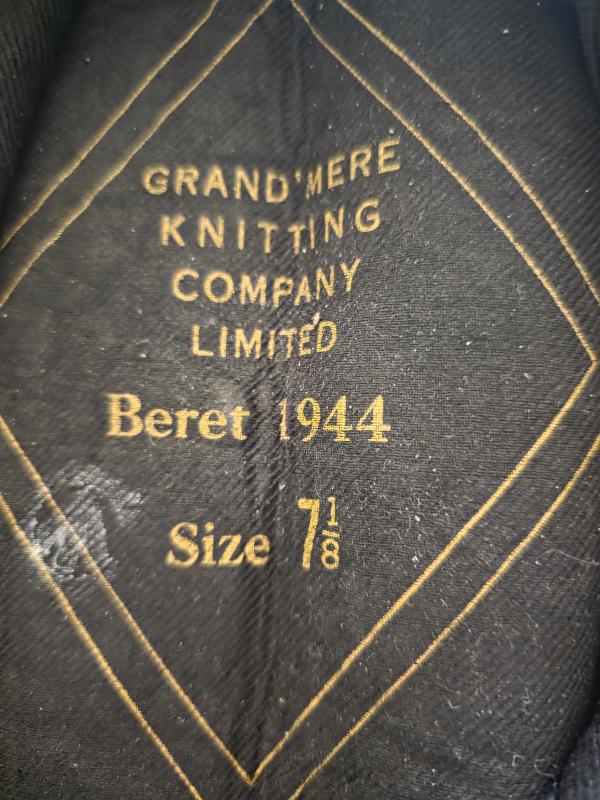 GRAND'MERE
KNITTING
COMPANY
LIMITED
Beret 1944
Size 7⅛